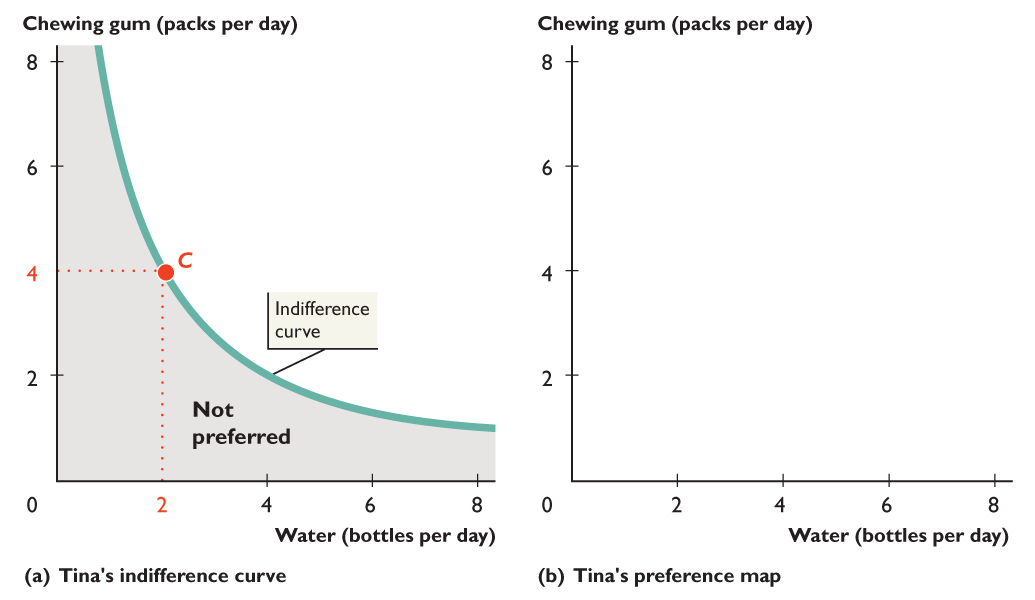 Chewing gum (packs per day)
8
6
4
2
0
C
Indifference
curve
Not
preferred
2
4
6
8
Water (bottles per day)
(a) Tina's indifference curve
Chewing gum (packs per day)
8
6
4
2
0
2
4
6
8
Water (bottles per day)
(b) Tina's preference map